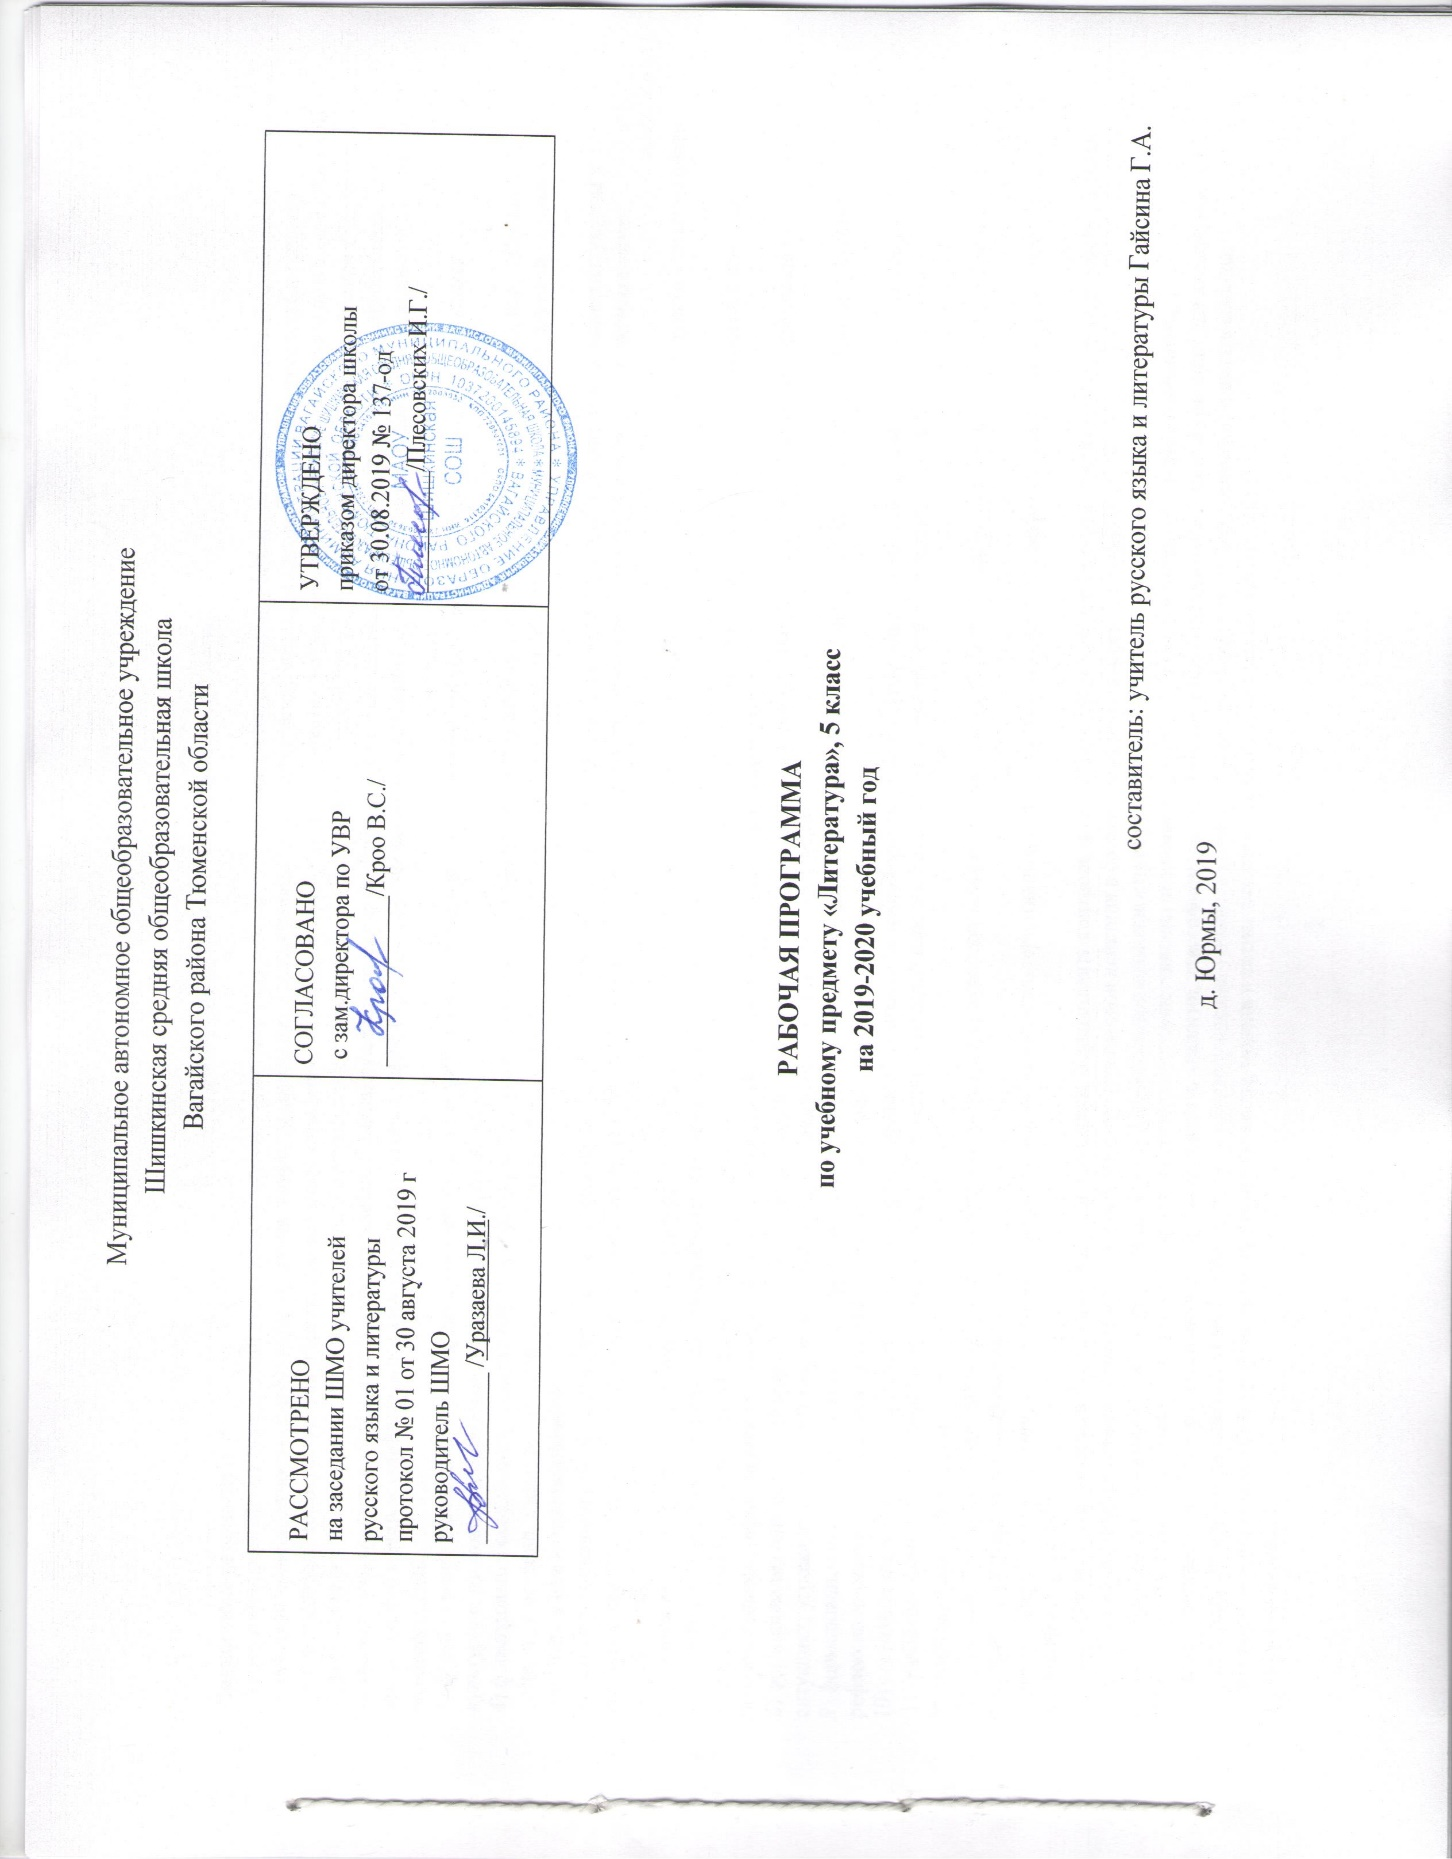 Муниципальное автономное общеобразовательное учреждение
Шишкинская средняя общеобразовательная школа
Вагайского района Тюменской области
РАССМОТРЕНО
на заседании ШМО учителей
русского языка и литературы
протокол № 01 от 30 августа 2019 г
руководитель ШМО
/Уразаева Л.И./
СОГЛАСОВАНО
с зам.директора по УВР
/Кроо В.С./
УТВЕРЖДЕНО
приказом директора школы
от 30.08.2019 № 137-од
/Плесовских И.Г./
МАОУ
ШИШКИНСКАЯ
СОШ
РАБОЧАЯ ПРОГРАММА
по учебному предмету «Литература», 5 класс
на 2019-2020 учебный год
составитель: учитель русского языка и литературы Гайсина Г.А.
д. Юрмы, 2019